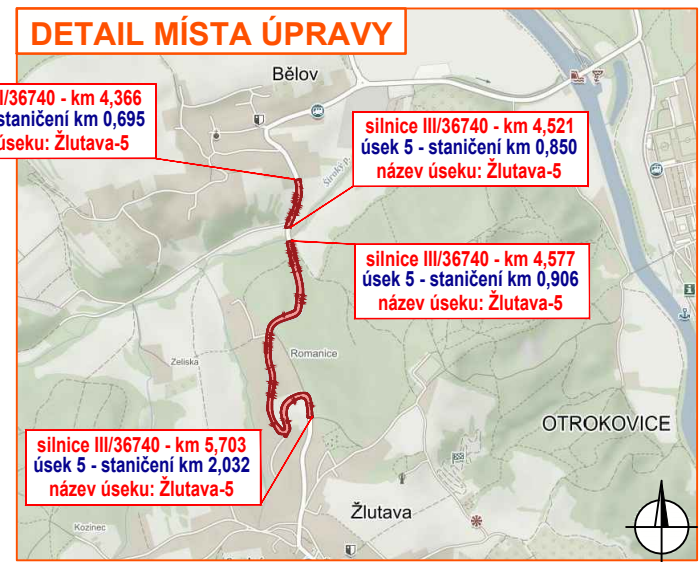 DETAIL MÍSTA ÚPRAVY
Bělov
I/36740 - km 4,366
staničení km 0,695
úseku: Žlutava-5
silnice III/36740 - km 4,521
úsek 5 - staničení km 0,850
název úseku: Žlutava-5
Široký p.
silnice III/36740 - km 4,577
úsek 5 - staničení km 0,906
název úseku: Žlutava-5
Zeliska
Romanice
OTROKOVICE
silnice III/36740 - km 5,703
úsek 5 - staničení km 2,032
název úseku: Žlutava-5
Žlutava
Kozinec